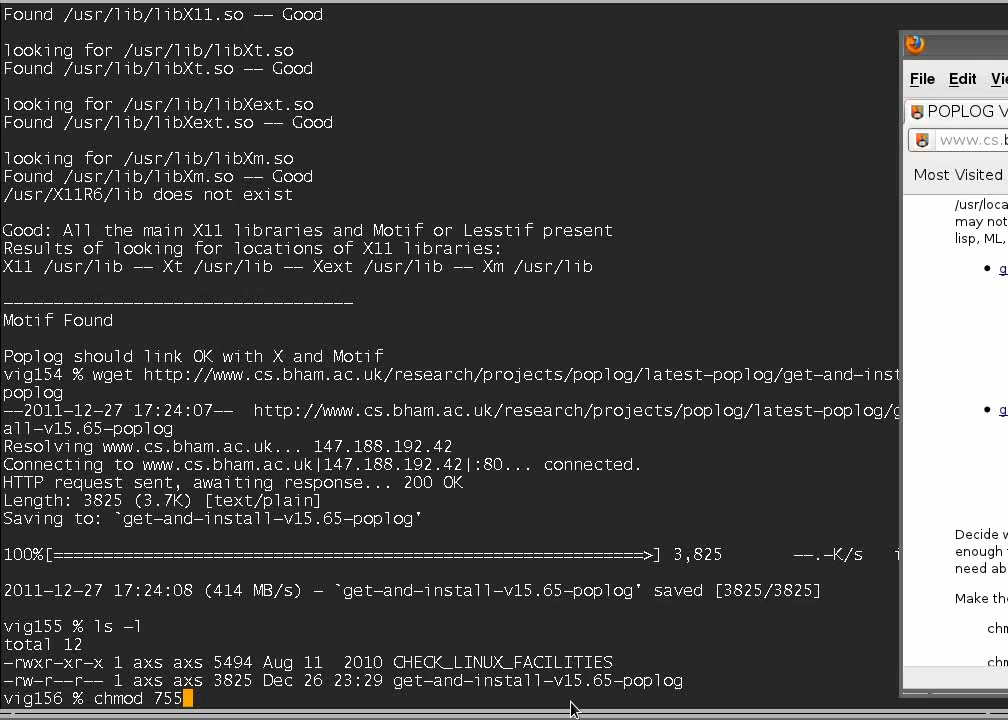 Found /usr/lib/libX11.so -- Good
looking for /usr/lib/libXt.so
Found /usr/lib/libXt.so -- Good
looking for /usr/lib/libXext.so
Found /usr/lib/libXext.so -- Good
looking for /usr/lib/libXm.so
Found /usr/lib/libXm.so -- Good
/usr/X11R6/lib does not exist
Good: All the main X11 libraries and Motif or Lesstif present
Results of looking for locations of X11 libraries:
X11 /usr/lib -- Xt /usr/lib -- Xext /usr/lib -- Xm /usr/lib
-----------------------------------
Motif Found
Poplog should link OK with X and Motif
vig154 % wget http://www.cs.bham.ac.uk/research/projects/poplog/latest-poplog/get-and-inst
poplog
--2011-12-27 17:24:07--  http://www.cs.bham.ac.uk/research/projects/poplog/latest-poplog/g
all-v15.65-poplog
Resolving www.cs.bham.ac.uk... 147.188.192.42
Connecting to www.cs.bham.ac.uk|147.188.192.42|:80... connected.
HTTP request sent, awaiting response... 200 OK
Length: 3825 (3.7K) [text/plain]
Saving to: `get-and-install-v15.65-poplog'
100%[===========================================================>] 3,825       --.-K/s   i
2011-12-27 17:24:08 (414 MB/s) - `get-and-install-v15.65-poplog' saved [3825/3825]
vig155 % ls -l
total 12
-rwxr-xr-x 1 axs axs 5494 Aug 11  2010 CHECK_LINUX_FACILITIES
-rw-r--r-- 1 axs axs 3825 Dec 26 23:29 get-and-install-v15.65-poplog
vig156 % chmod 755
File Edit Vie
POPLOG V
www.cs.b
Most Visited
/usr/loca
may not
lisp, ML,
• g
• g
Decide w
enough
need ab
Make the
chm
chm